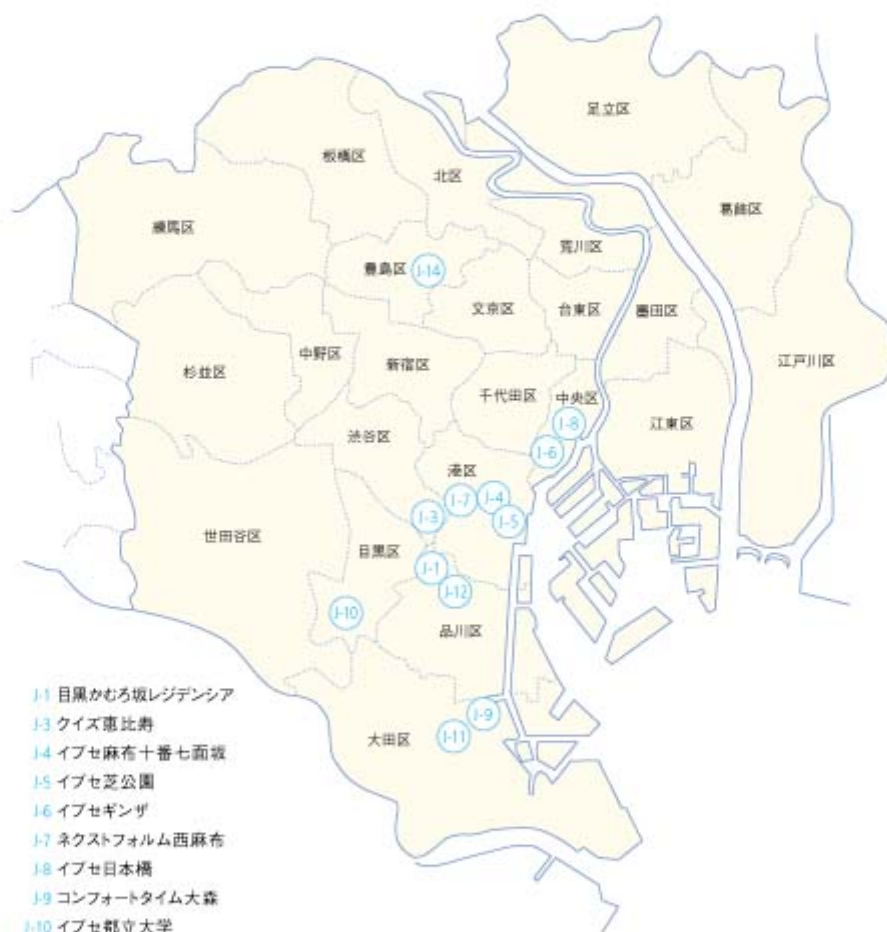 足立区
板橋区
北区
葛飾区
練馬区
荒川区
豊島区 J-14
文京区
台東区
墨田区
中野区
新宿区
杉並区
江戸川区
千代田区
中央区
J-8
江東区
渋谷区
J-6
港区
J-7
J-4
J-3
J-5
世田谷区
目黒区
J-1
J-12
J-10
品川区
J-9
大田区
J-11
J-1 目黒かむろ坂レジデンシア
J-3 クイズ恵比寿
J-4 イプセ麻布十番七面坂
J-5 イプセ芝公園
J-6 イプセギンザ
J-7 ネクストフォルム西麻布
J-8 イプセ日本橋
J-9 コンフォートタイム大森
J-10 イプセ都立大学